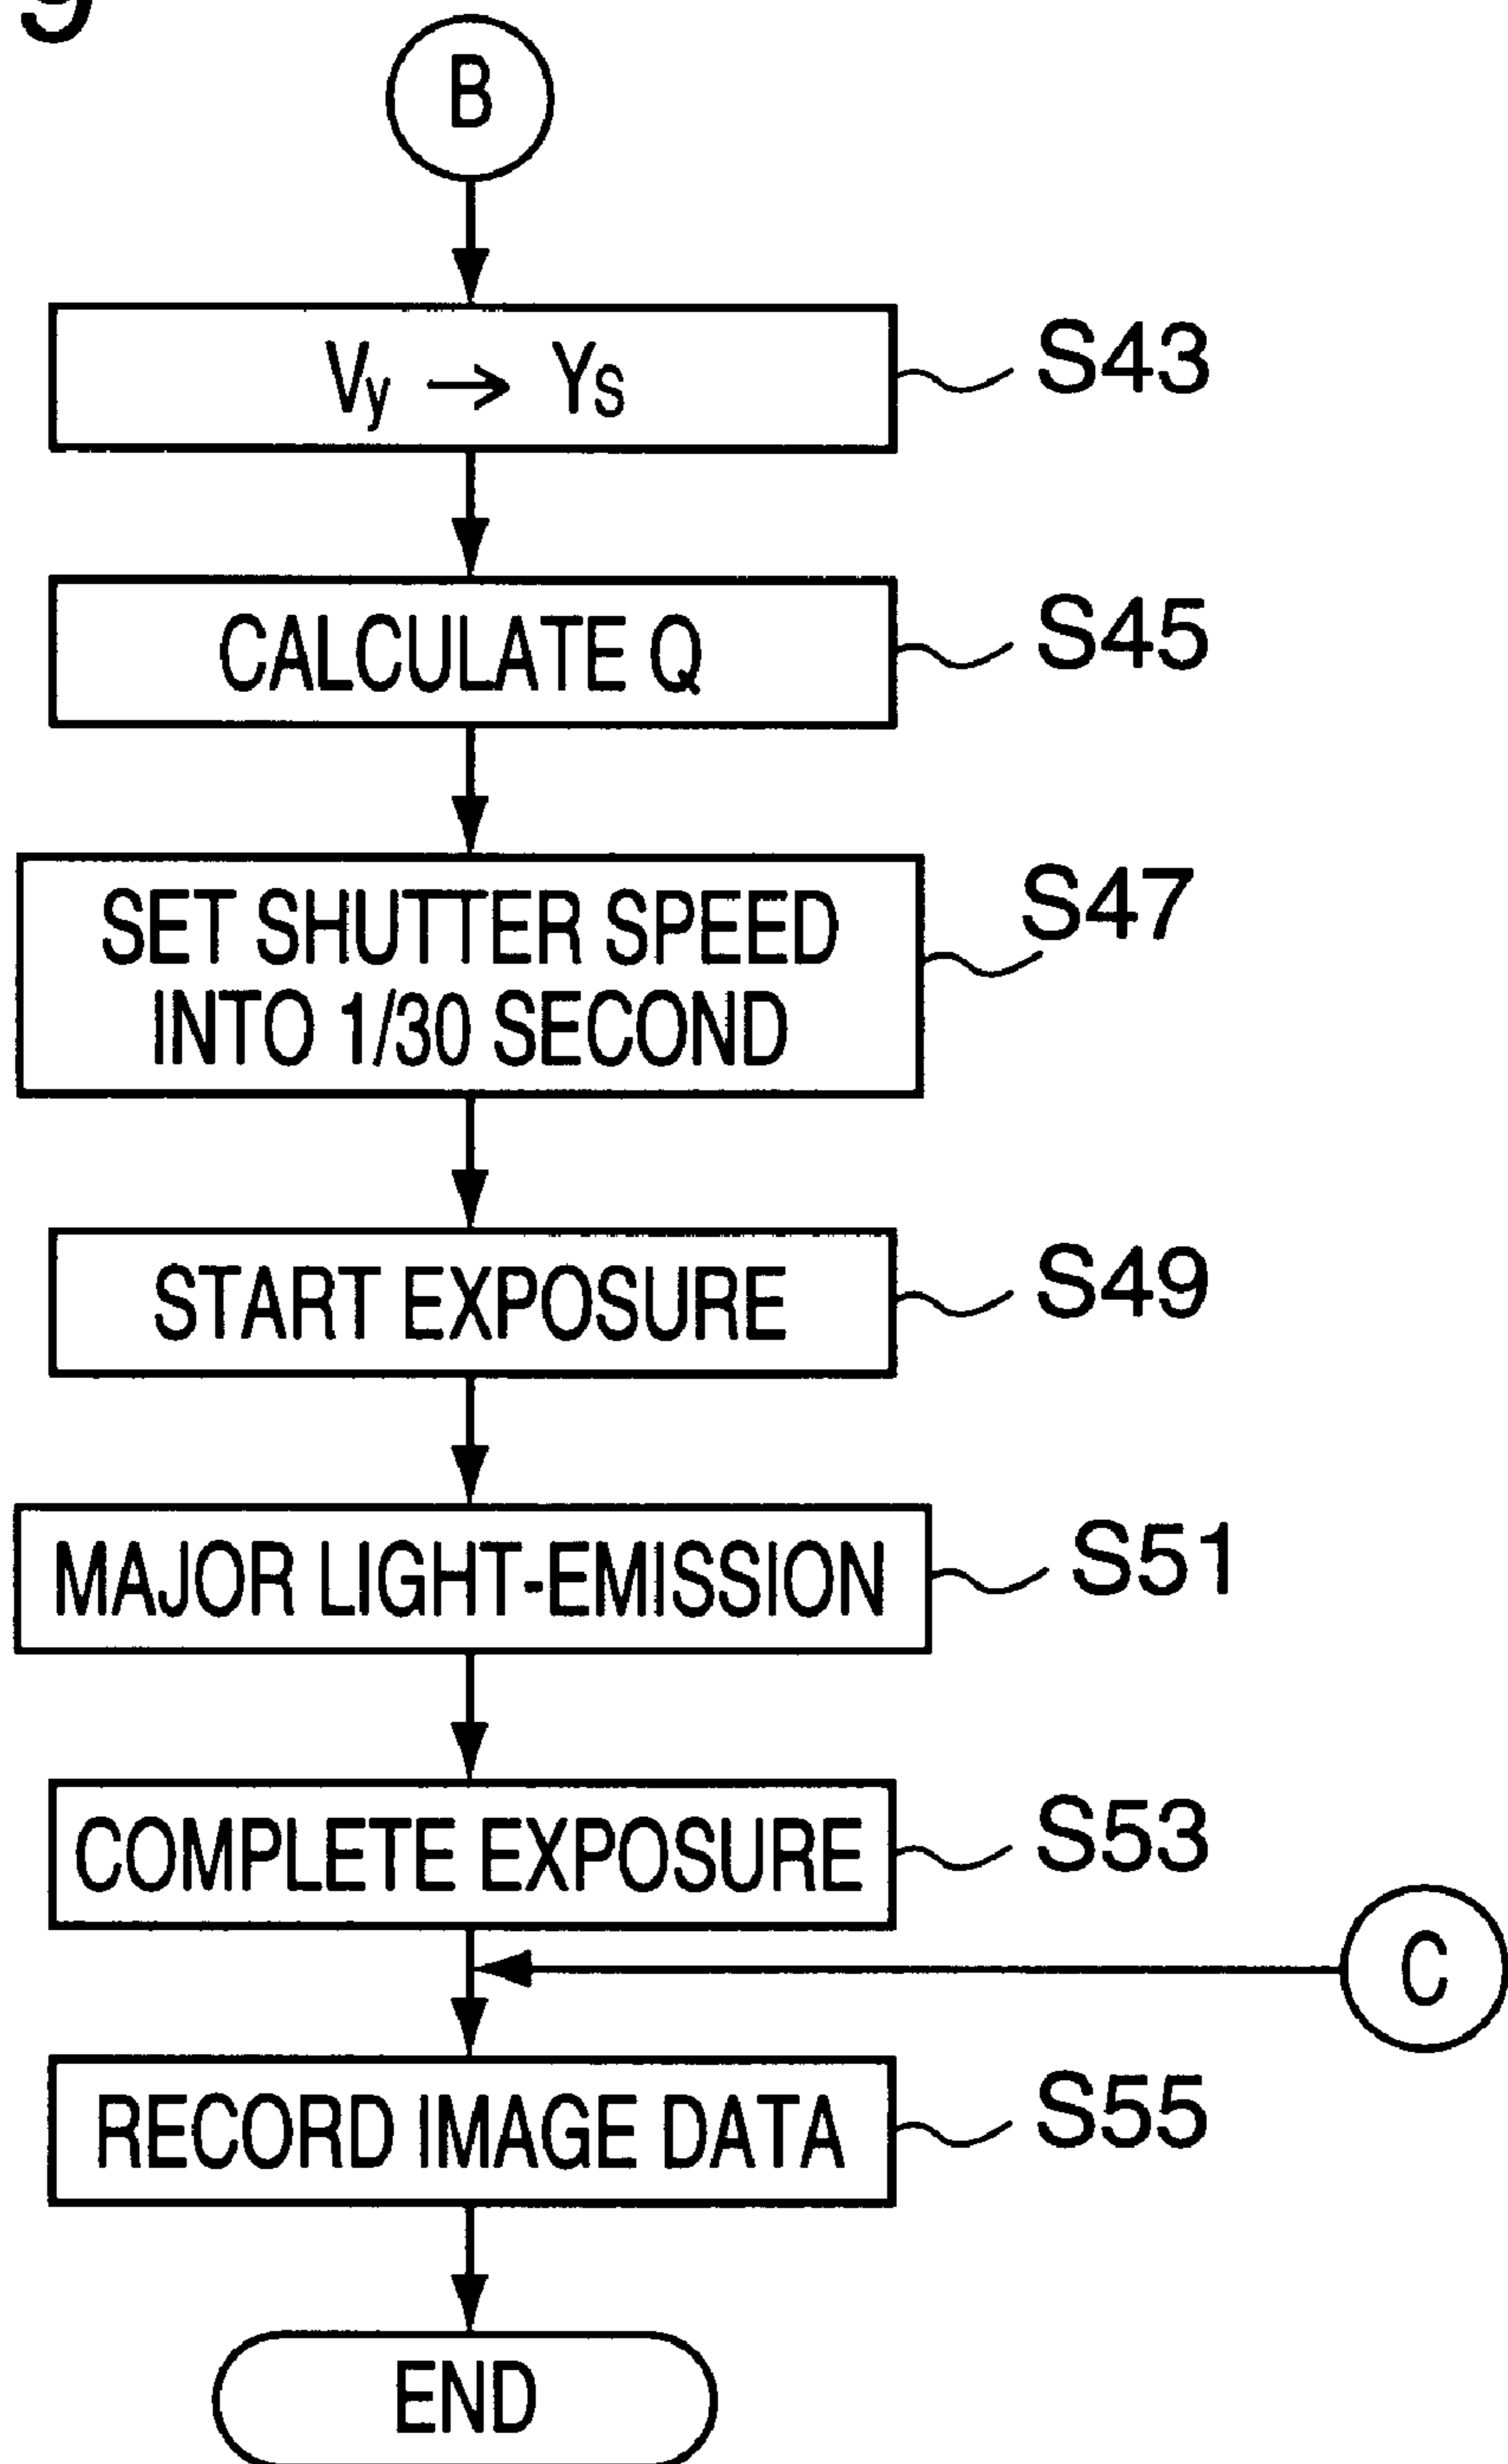 B
Vy → Ys S43
CALCULATE Q S45
SET SHUTTER SPEED S47
INTO 1/30 SECOND
START EXPOSURE S49
MAJOR LIGHT-EMISSION S51
COMPLETE EXPOSURE S53
C
RECORD IMAGE DATA S55
END